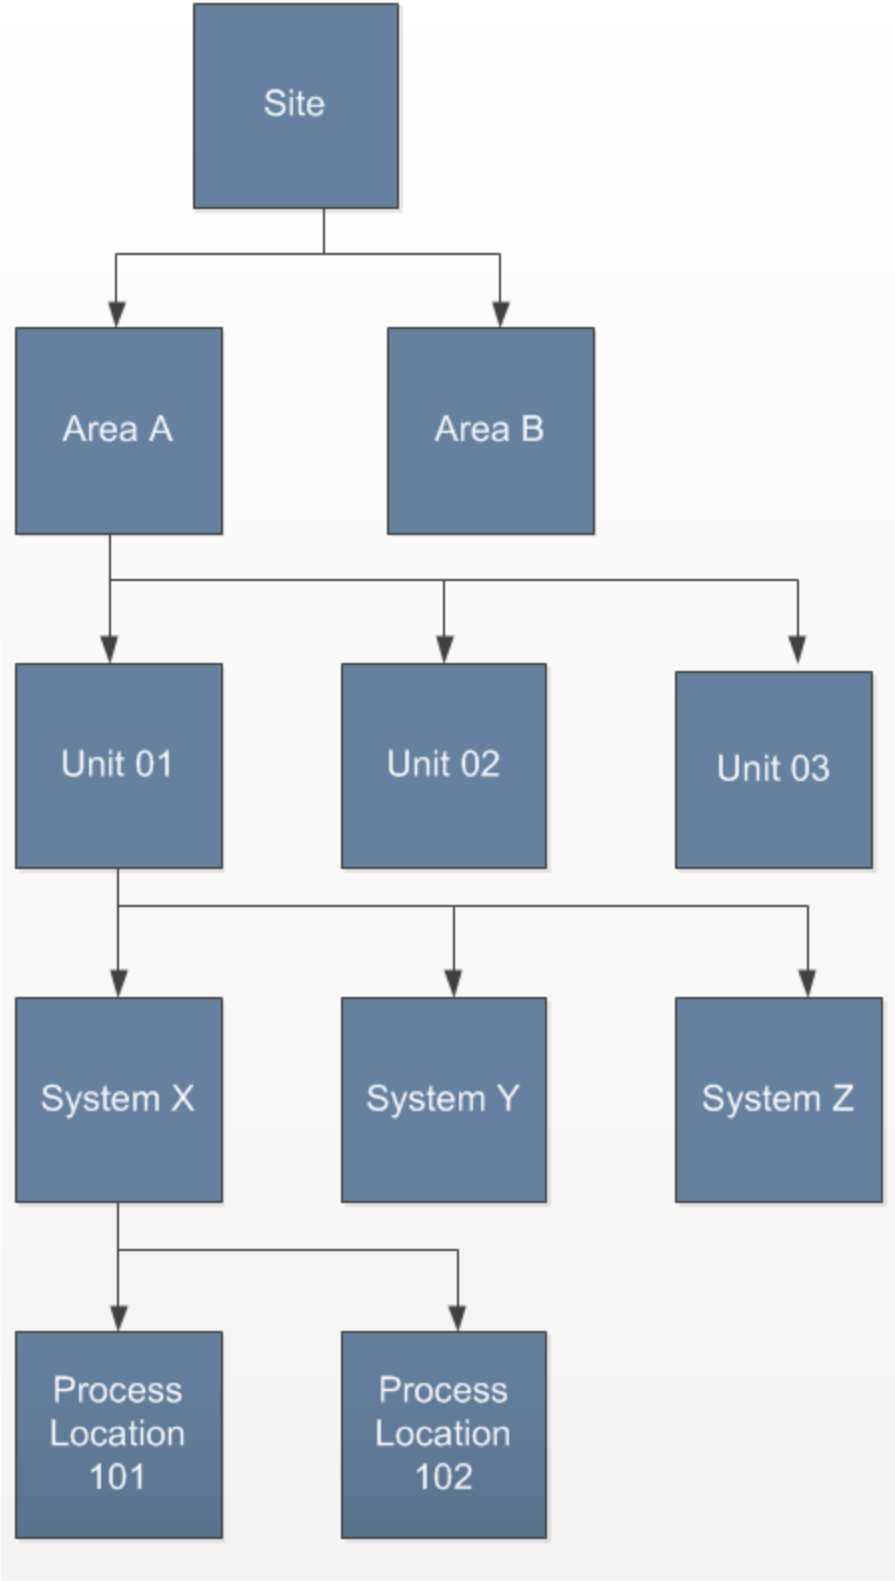 Site
Area A
Area B
Unit 01
Unit 02
Unit 03
System X
System Y
System Z
Process
Location
101
Process
Location
102